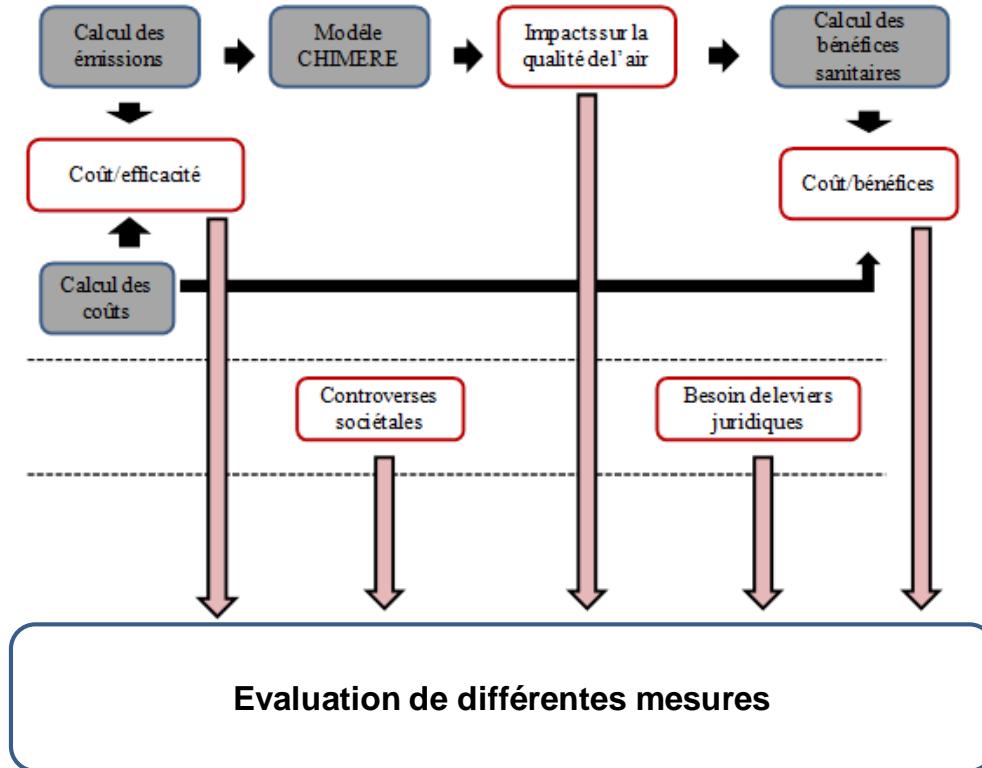 Calcul des
émissions
Modèle
CHIMERE
Impacts sur la
qualité de l'air
Calcul des
bénéfices
sanitaires
Coût/efficacité
Coût/bénéfices
Calcul des
coûts
Controverses
sociétales
Besoin de leviers
juridiques
Evaluation de différentes mesures